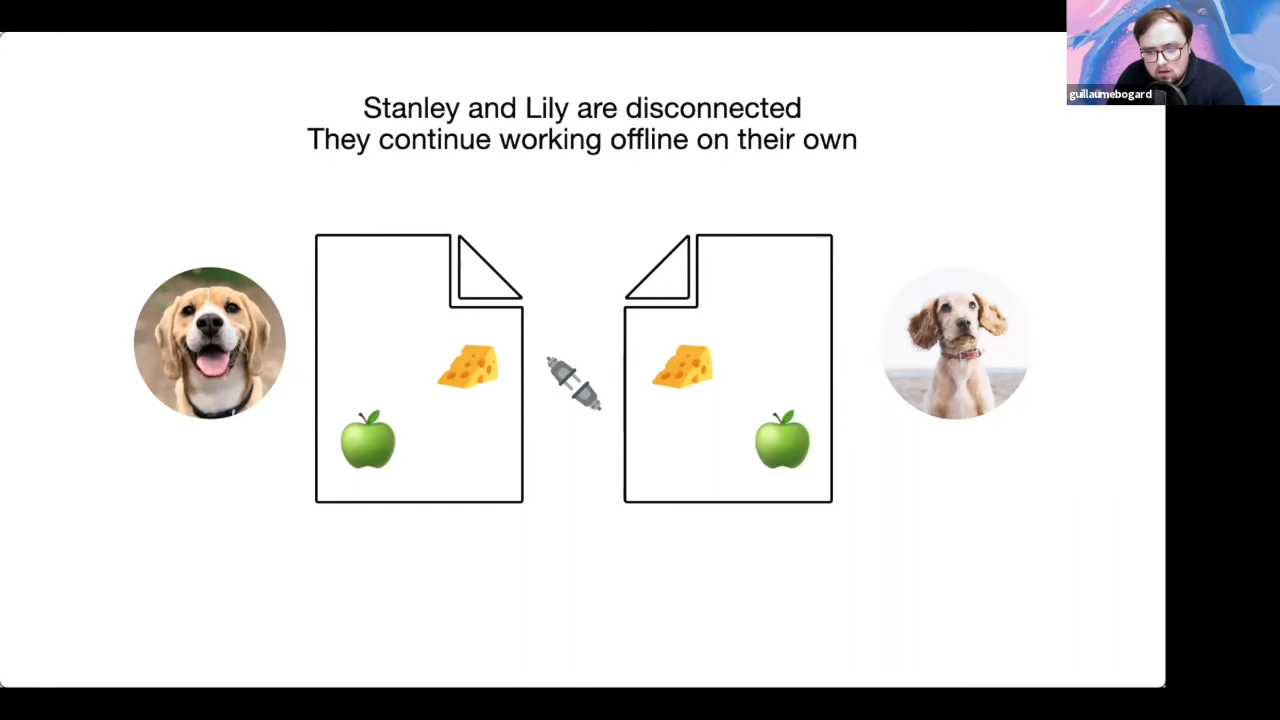 Stanley and Lily are disconnected
They continue working offline on their own
guillaumebogard